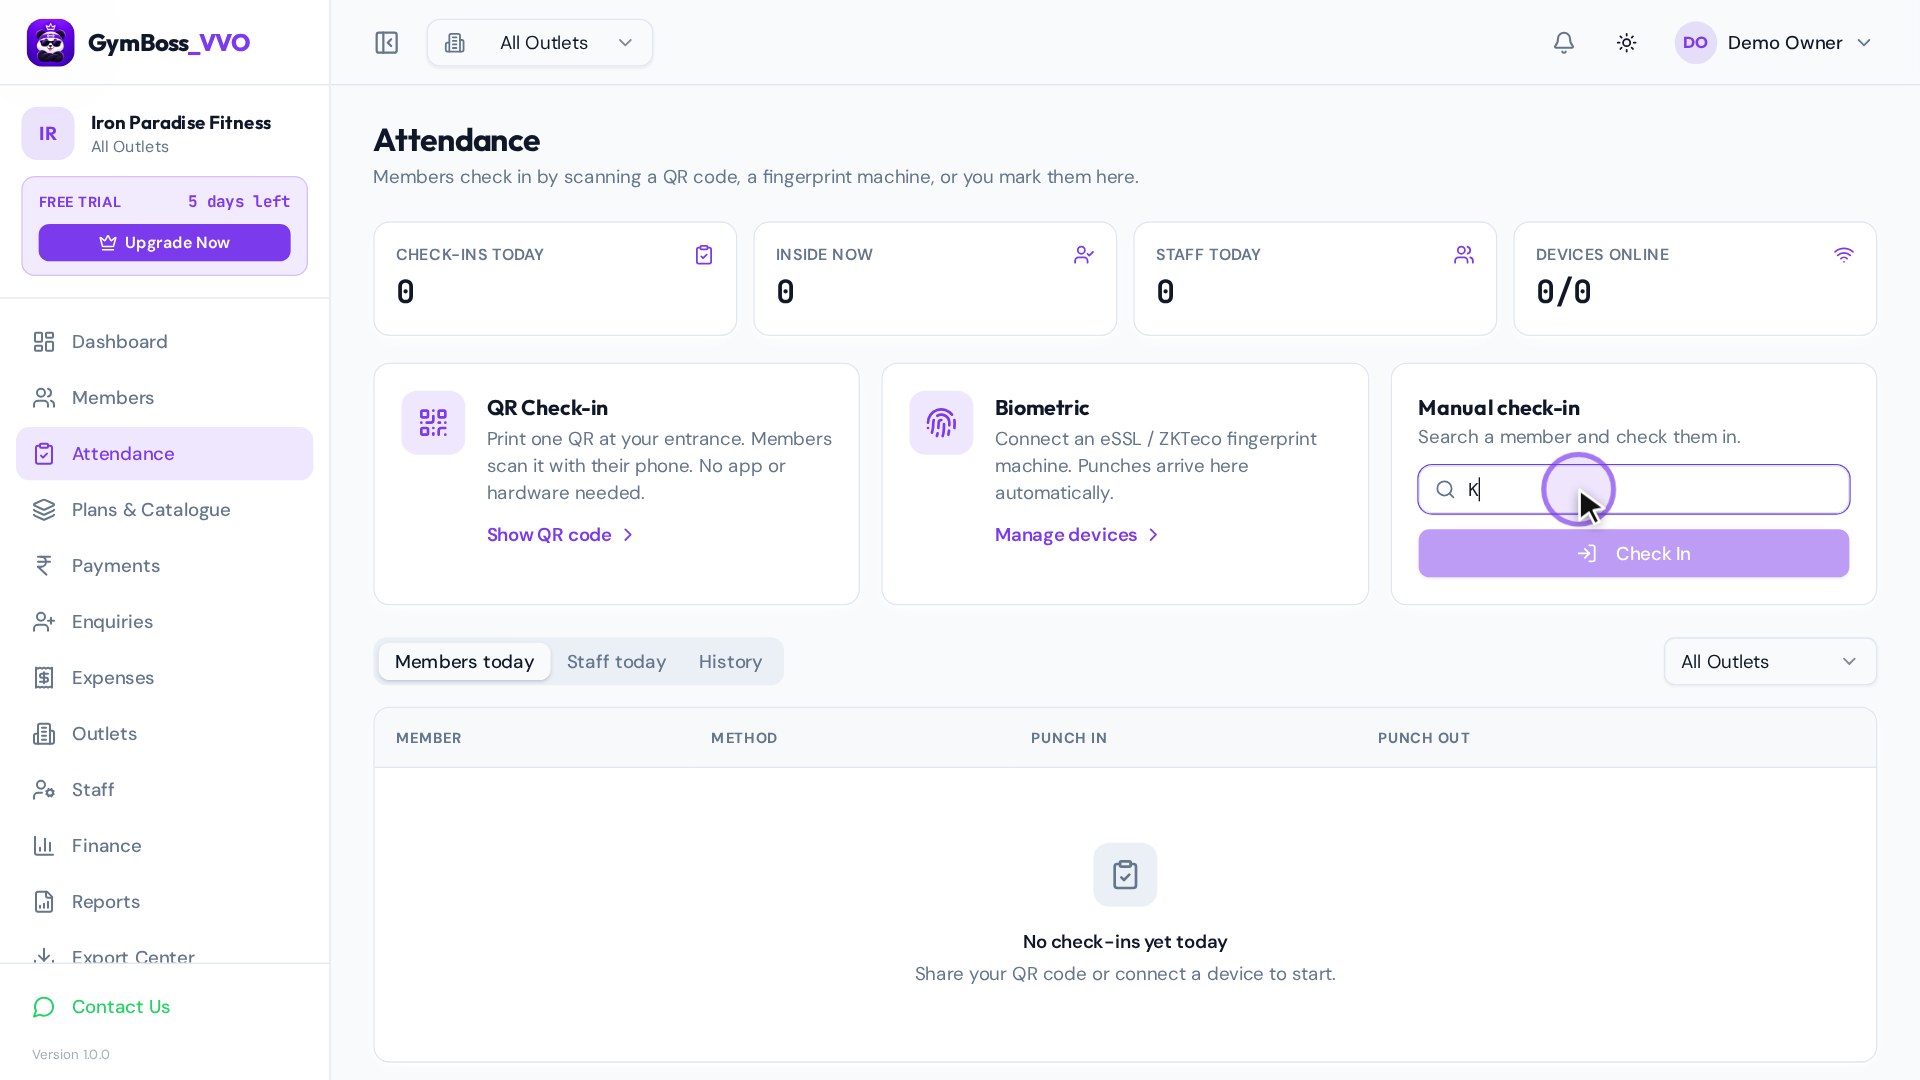 GymBoss_VVO
All Outlets
DO
Demo Owner
IR
Iron Paradise Fitness
All Outlets
FREE TRIAL
5 days left
Upgrade Now
Dashboard
Members
Attendance
Plans & Catalogue
Payments
Enquiries
Expenses
Outlets
Staff
Finance
Reports
Export Center
Contact Us
Version 1.0.0
Attendance
Members check in by scanning a QR code, a fingerprint machine, or you mark them here.
CHECK-INS TODAY
0
INSIDE NOW
0
STAFF TODAY
0
DEVICES ONLINE
0/0
QR Check-in
Print one QR at your entrance. Members
scan it with their phone. No app or
hardware needed.
Show QR code
Biometric
Connect an eSSL / ZKTeco fingerprint
machine. Punches arrive here
automatically.
Manage devices
Manual check-in
Search a member and check them in.
K
Check In
Members today
Staff today
History
All Outlets
MEMBER
METHOD
PUNCH IN
PUNCH OUT
No check-ins yet today
Share your QR code or connect a device to start.